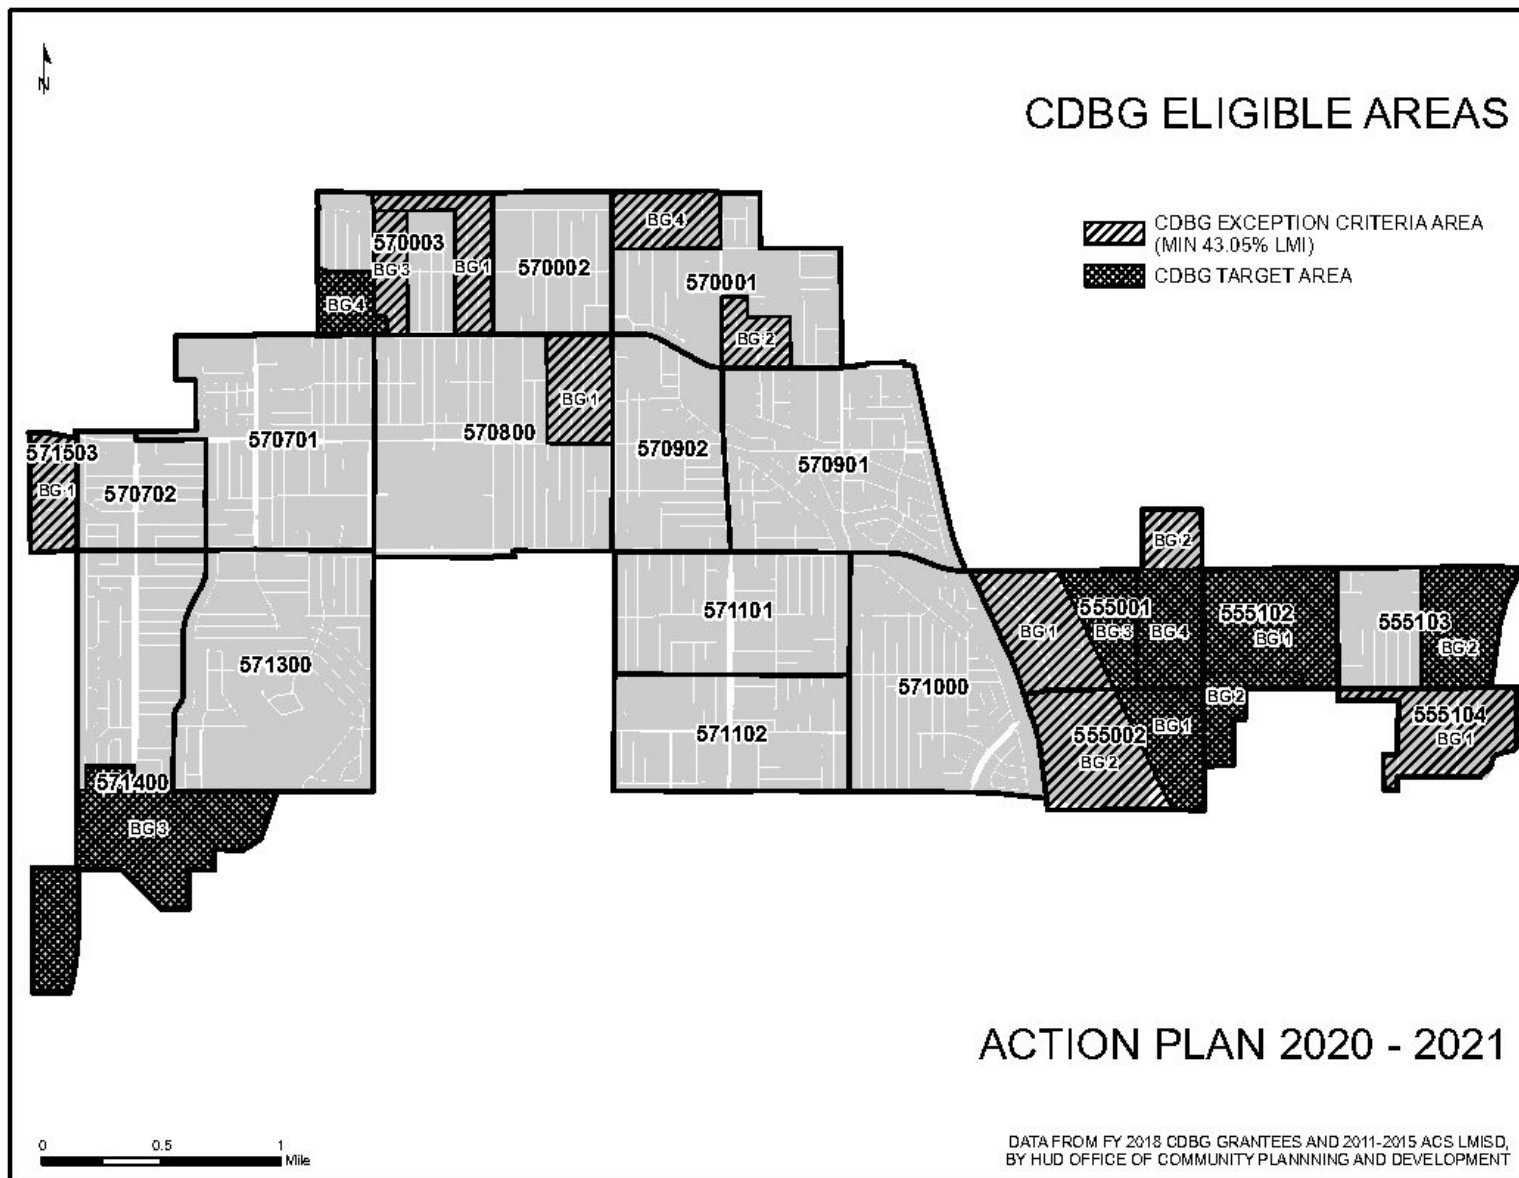 N
CDBG ELIGIBLE AREAS
CDBG EXCEPTION CRITERIA AREA
(MIN 43.05% LMI)
CDBG TARGET AREA
BG 4
570003
BG 3
BG 1
570002
570001
BG 4
BG 2
BG 1
570701
570800
570902
570901
571503
BG 1
570702
BG 2
571101
555001
BG 1
BG 3
BG 4
555102
BG 1
555103
BG 2
571300
571000
BG 2
571102
555002
BG 1
BG 2
555104
BG 1
571400
BG 3
ACTION PLAN 2020 - 2021
0 0.5 1
Mile
DATA FROM FY 2018 CDBG GRANTEES AND 2011-2015 ACS LMISD,
BY HUD OFFICE OF COMMUNITY PLANNNING AND DEVELOPMENT